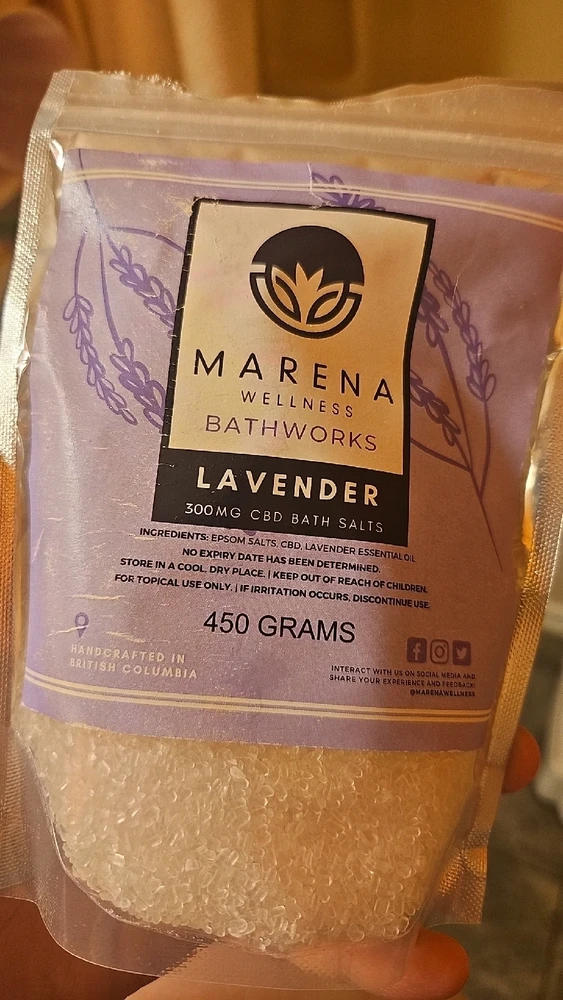 MARENA
WELLNESS
BATHWORKS
LAVENDER
300MG CBD BATH SALTS
INGREDIENTS: EPSOM SALTS, CBD, LAVENDER ESSENTIAL OIL
NO EXPIRY DATE HAS BEEN DETERMINED.
STORE IN A COOL, DRY PLACE. | KEEP OUT OF REACH OF CHILDREN.
FOR TOPICAL USE ONLY. | IF IRRITATION OCCURS, DISCONTINUE USE.
450 GRAMS
HANDCRAFTED IN
BRITISH COLUMBIA
INTERACT WITH US ON SOCIAL MEDIA AND
SHARE YOUR EXPERIENCE AND FEEDBACK!
@MARENAWELLNESS